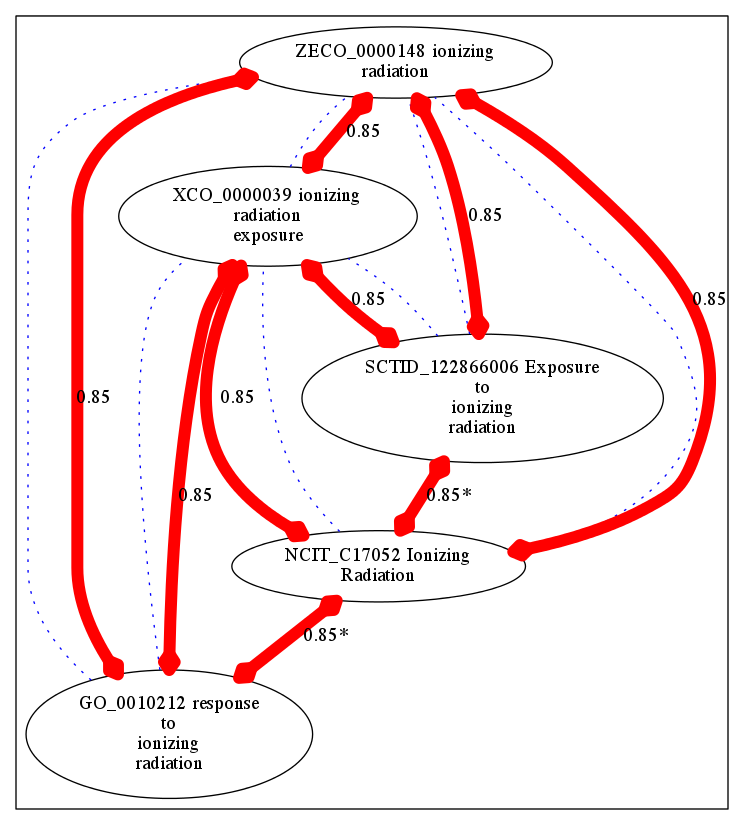 ZECO_0000148 ionizing
radiation
0.85
XCO_0000039 ionizing
radiation
exposure
0.85
0.85
0.85
SCTID_122866006 Exposure
to
ionizing
radiation
0.85
0.85
0.85
0.85*
NCIT_C17052 Ionizing
Radiation
0.85*
GO_0010212 response
to
ionizing
radiation